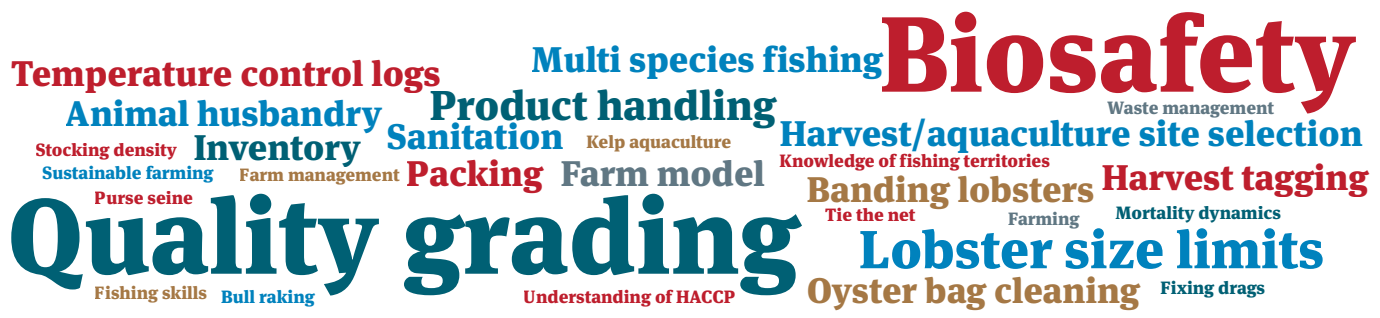 Biosafety
Multi species fishing
Temperature control logs
Product handling
Waste management
Animal husbandry
Sanitation
Kelp aquaculture
Harvest/aquaculture site selection
Stocking density
Inventory
Knowledge of fishing territories
Sustainable farming
Farm management
Packing
Farm model
Banding lobsters
Harvest tagging
Purse seine
Tie the net
Farming
Mortality dynamics
Quality grading
Lobster size limits
Fishing skills
Bull raking
Understanding of HACCP
Oyster bag cleaning
Fixing drags